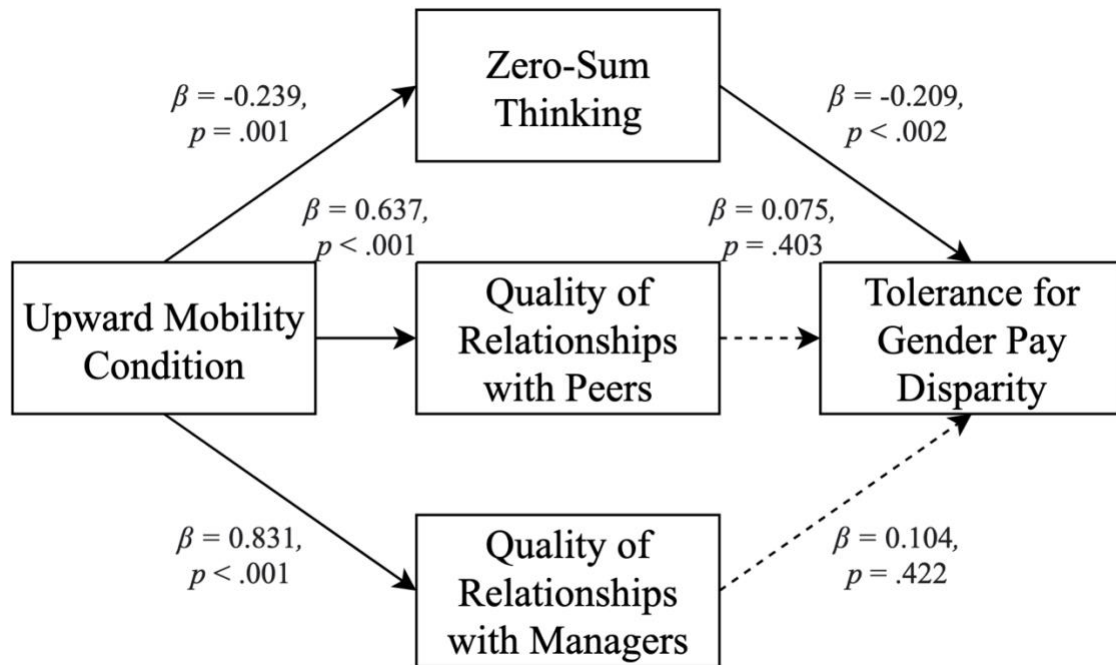 Zero-Sum
Thinking
β = -0.239,
p = .001
β = -0.209,
p < .002
β = 0.637,
p < .001
β = 0.075,
p = .403
Upward Mobility
Condition
Quality of
Relationships
with Peers
Tolerance for
Gender Pay
Disparity
β = 0.831,
p < .001
Quality of
Relationships
with Managers
β = 0.104,
p = .422